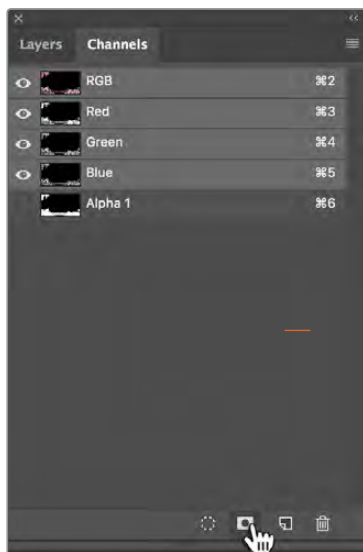 Layers Channels
RGB ⌘2
Red ⌘3
Green ⌘4
Blue ⌘5
Alpha 1 ⌘6